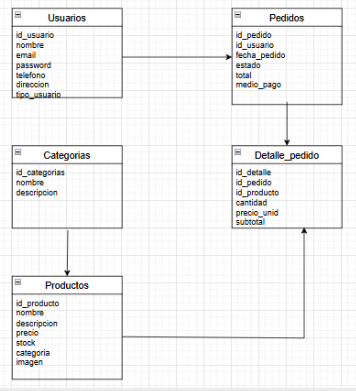 Usuarios
id_usuario
nombre
email
password
telefono
direccion
tipo_usuario
Pedidos
id_pedido
id_usuario
fecha_pedido
estado
total
medio_pago
Categorias
id_categorias
nombre
descripcion
Detalle_pedido
id_detalle
id_pedido
id_producto
cantidad
precio_unid
subtotal
Productos
id_producto
nombre
descripcion
precio
stock
categoria
imagen